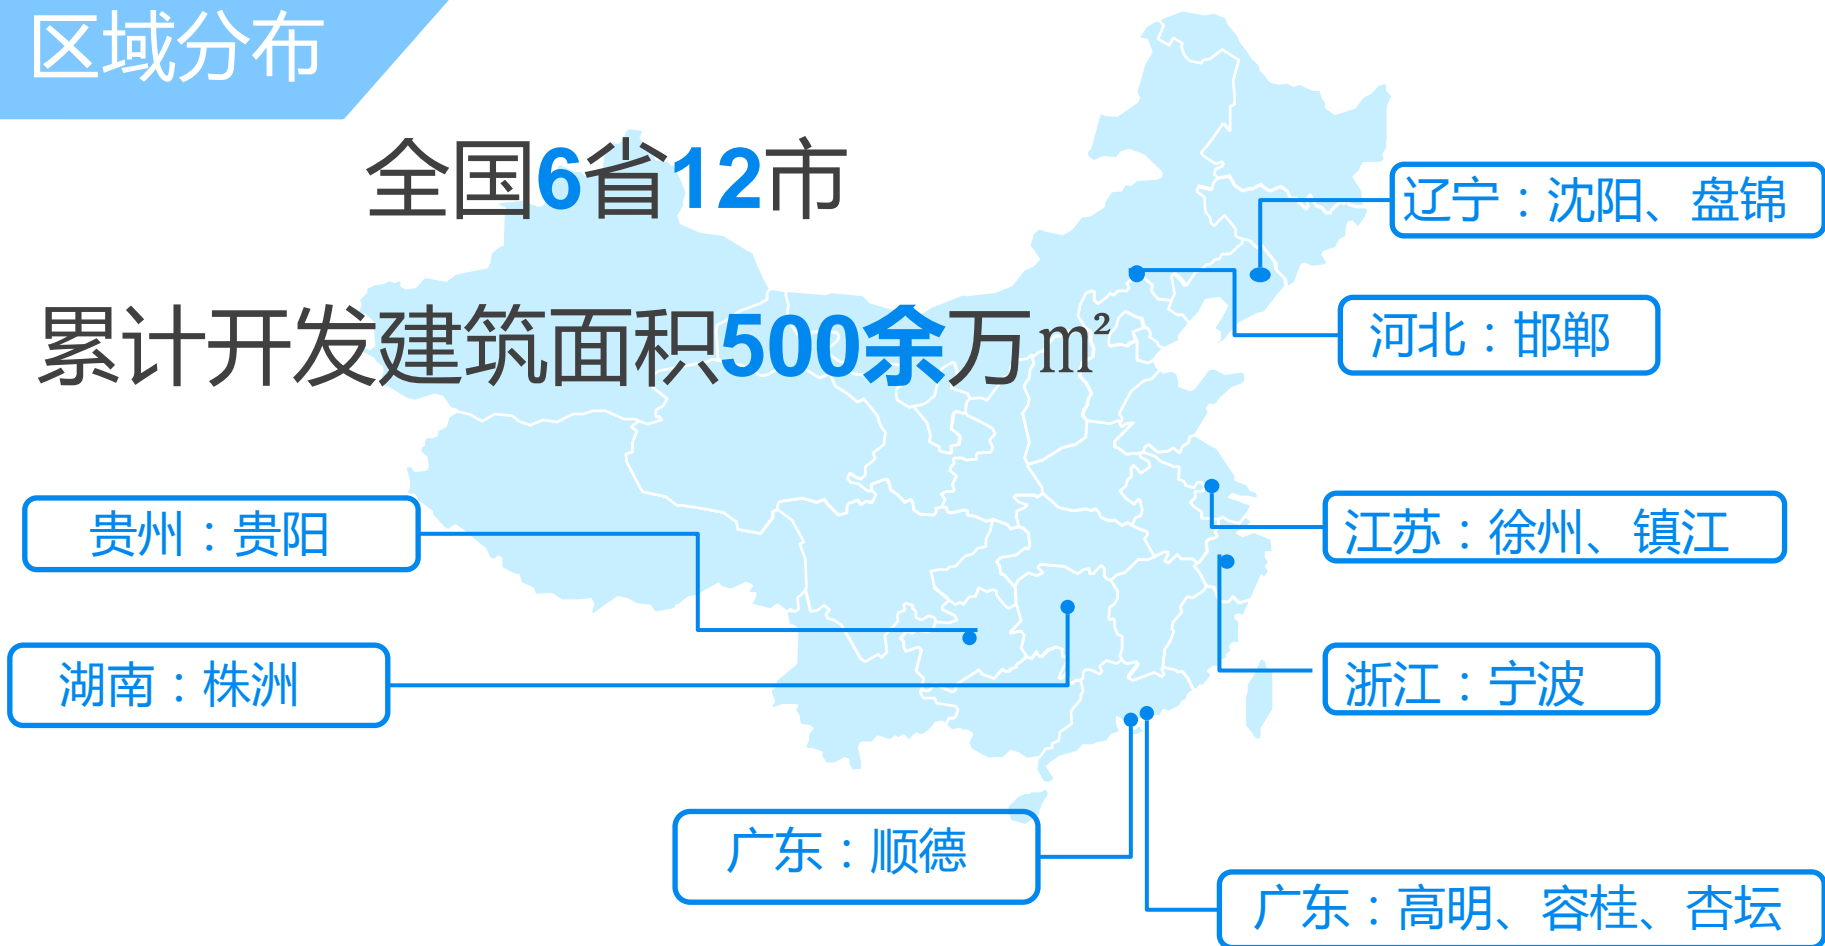 区域分布
全国6省12市
累计开发建筑面积500余万㎡
辽宁：沈阳、盘锦
河北：邯郸
江苏：徐州、镇江
浙江：宁波
贵州：贵阳
湖南：株洲
广东：顺德
广东：高明、容桂、杏坛